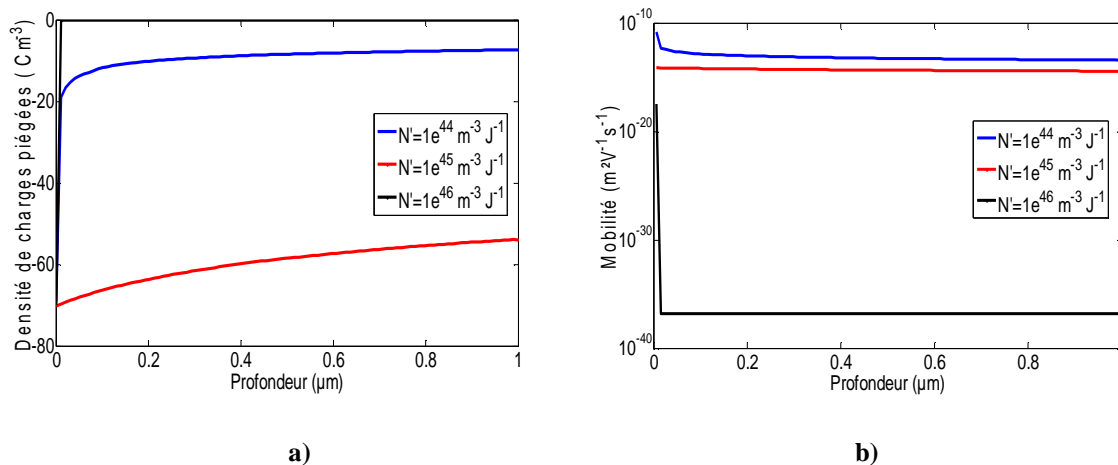 Densité de charges piégées ( Cm⁻³)
0
-20
-40
-60
-80
0
0.2
0.4
0.6
0.8
1
Profondeur (µm)
N'=1e⁴⁴ m⁻³ J⁻¹
N'=1e⁴⁵ m⁻³ J⁻¹
N'=1e⁴⁶ m⁻³ J⁻¹
a)
Mobilité (m²V⁻¹s⁻¹)
10⁻¹⁰
10⁻²⁰
10⁻³⁰
10⁻⁴⁰
0
0.2
0.4
0.6
0.8
Profondeur (µm)
N'=1e⁴⁴ m⁻³ J⁻¹
N'=1e⁴⁵ m⁻³ J⁻¹
N'=1e⁴⁶ m⁻³ J⁻¹
b)